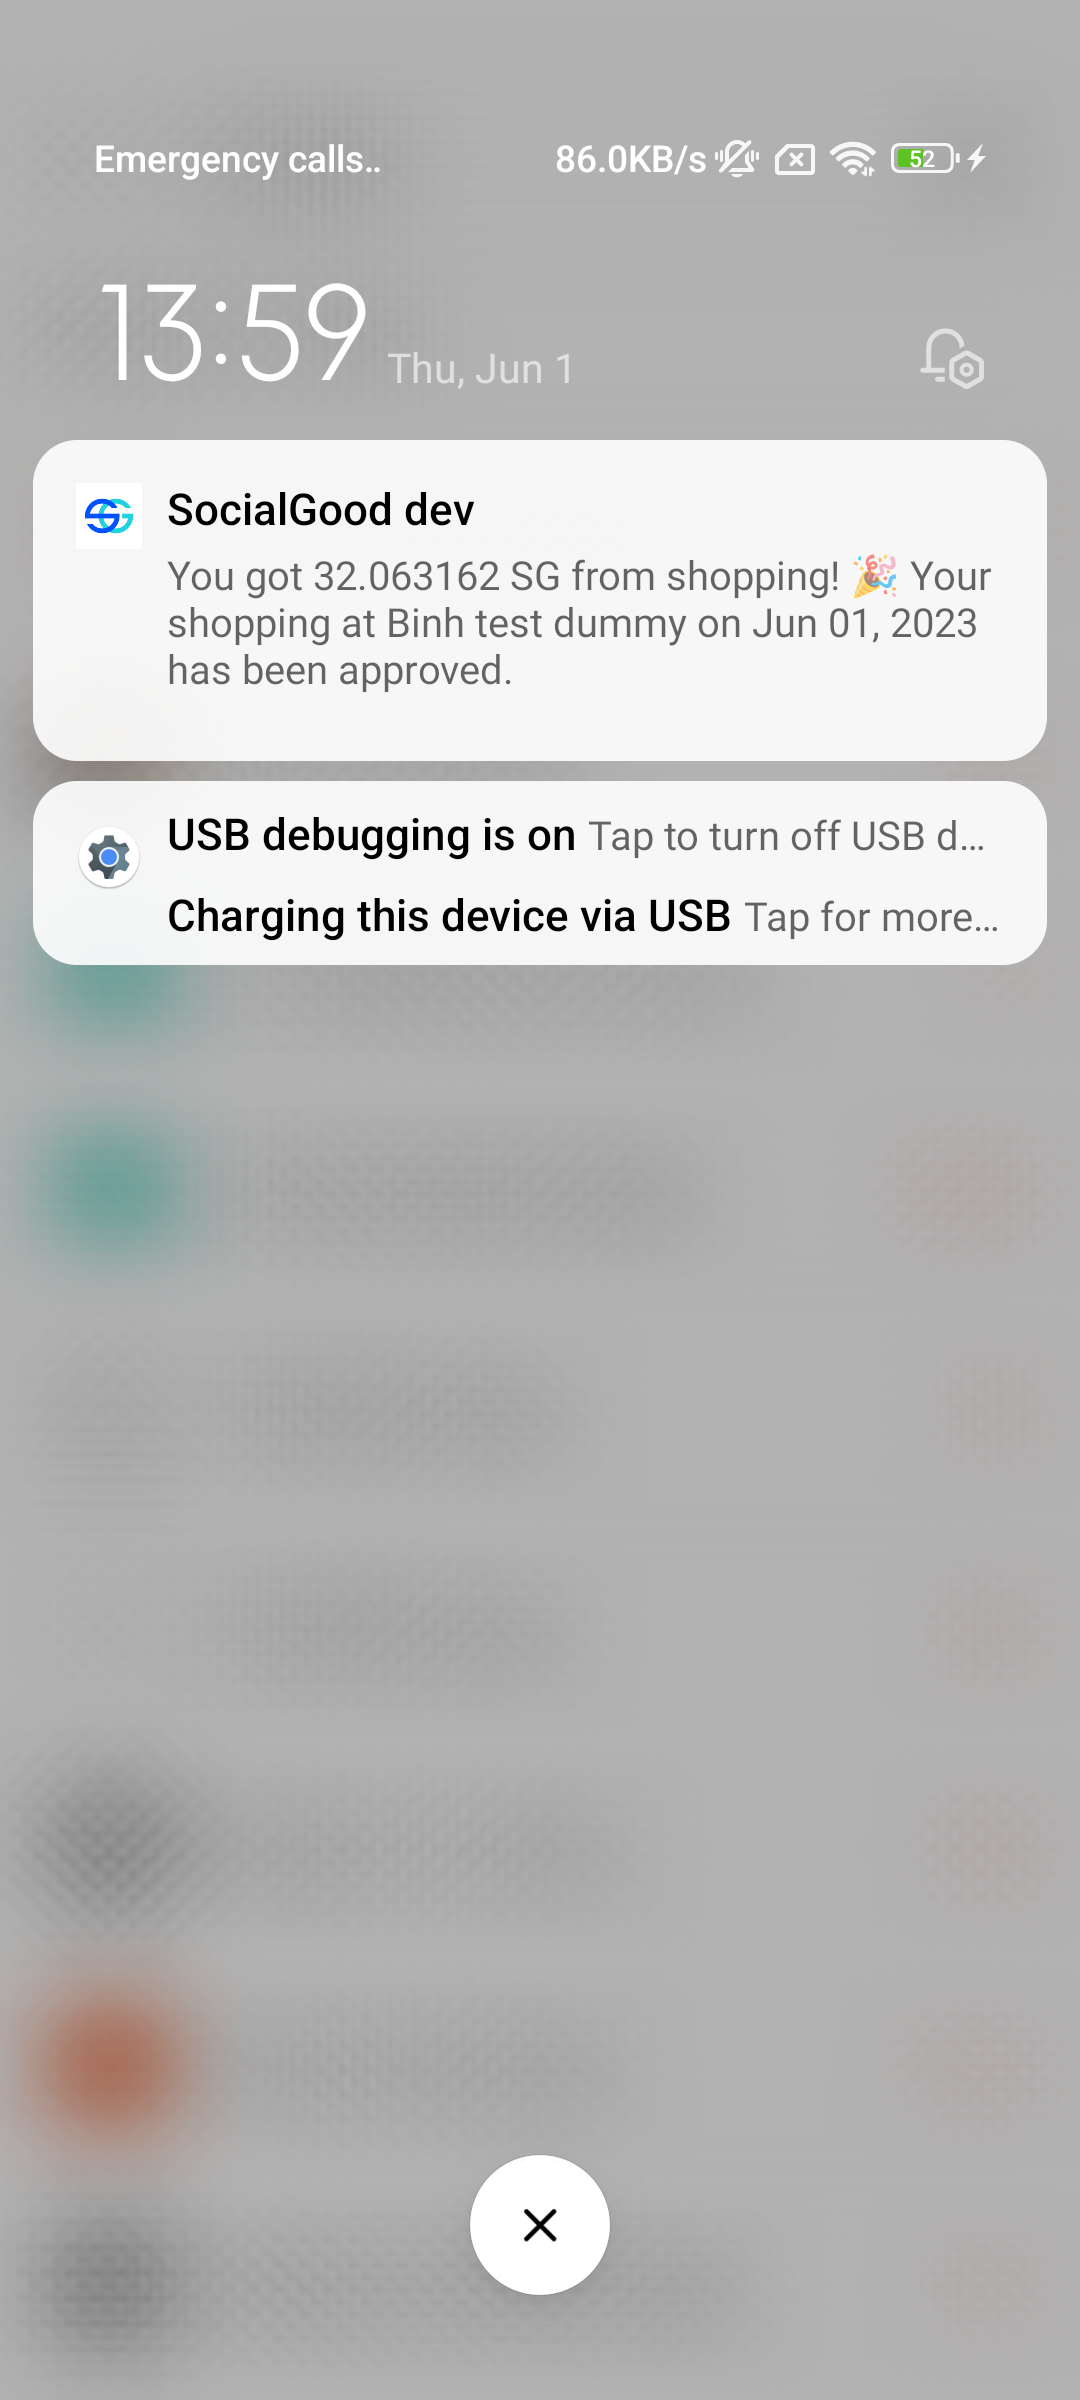 Emergency calls..
86.0KB/s
52
13:59
Thu, Jun 1
SocialGood dev
You got 32.063162 SG from shopping! 🎉 Your
shopping at Binh test dummy on Jun 01, 2023
has been approved.
USB debugging is on Tap to turn off USB d...
Charging this device via USB Tap for more...